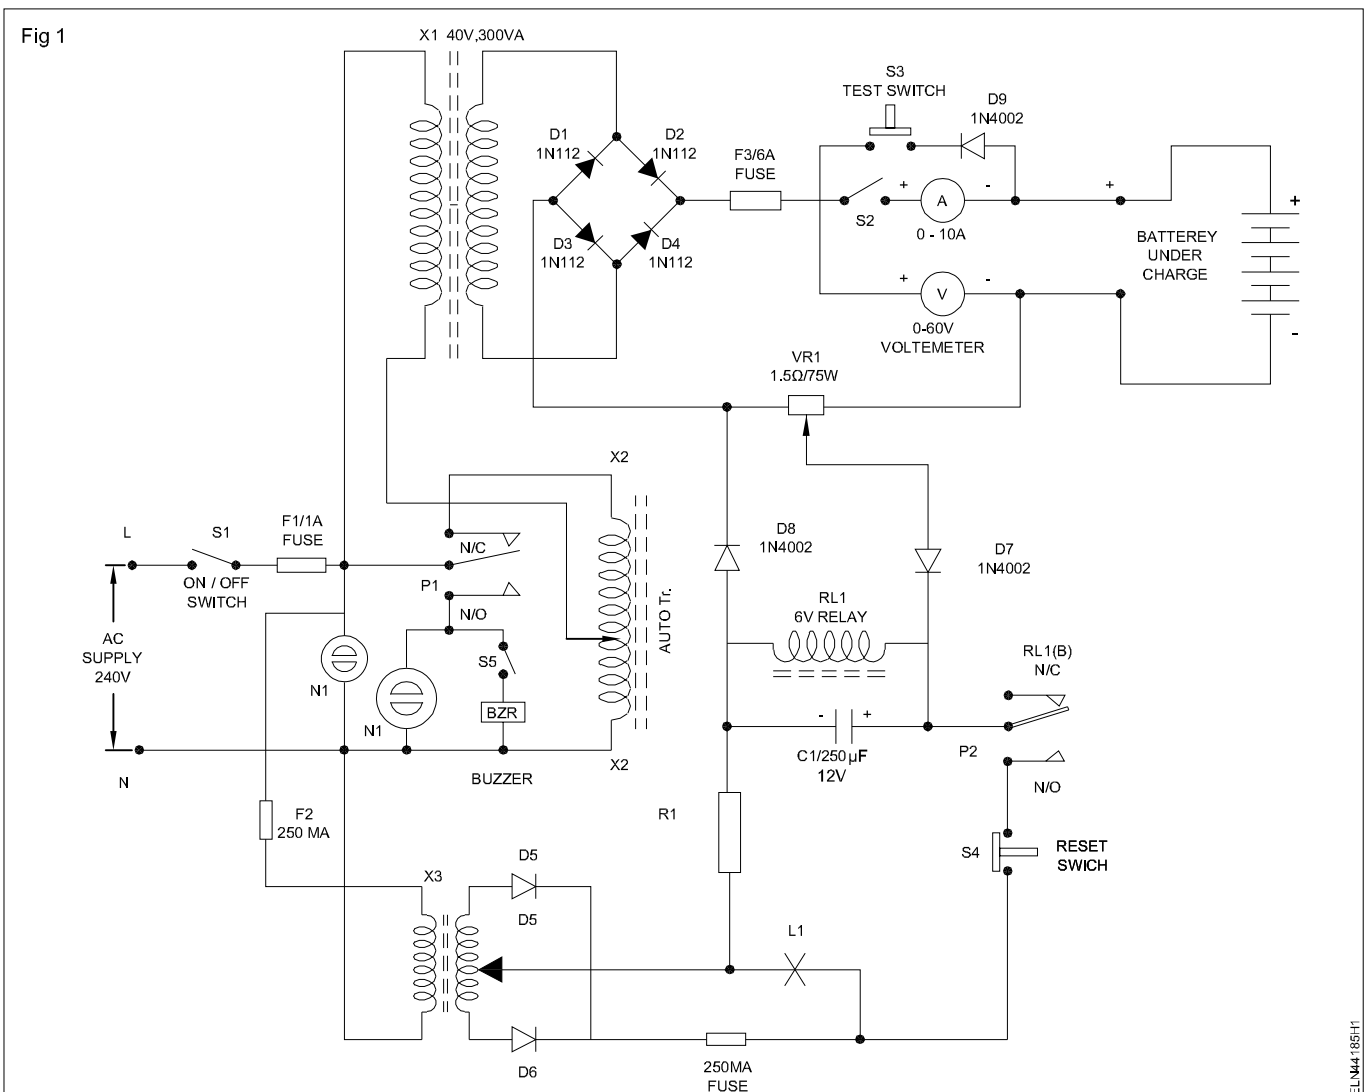 Fig 1
X1 40V,300VA
S3
TEST SWITCH
D9
1N4002
D1
1N112
D2
1N112
F3/6A
FUSE
+
A
-
+
S2
0 - 10A
D3
1N112
D4
1N112
BATTEREY
UNDER
CHARGE
+
-
+
V
-
0-60V
VOLTEMETER
VR1
1.5Ω/75W
X2
L
S1
F1/1A
FUSE
ON / OFF
SWITCH
N/C
P1
N/O
D8
1N4002
D7
1N4002
AUTO Tr.
RL1
6V RELAY
AC
SUPPLY
240V
N1
N1
S5
BZR
RL1(B)
N/C
- +
C1/250µF
12V
P2
N/O
N
X2
BUZZER
F2
250 MA
R1
S4
RESET
SWICH
X3
D5
D5
L1
D6
250MA
FUSE
ELN44185H1